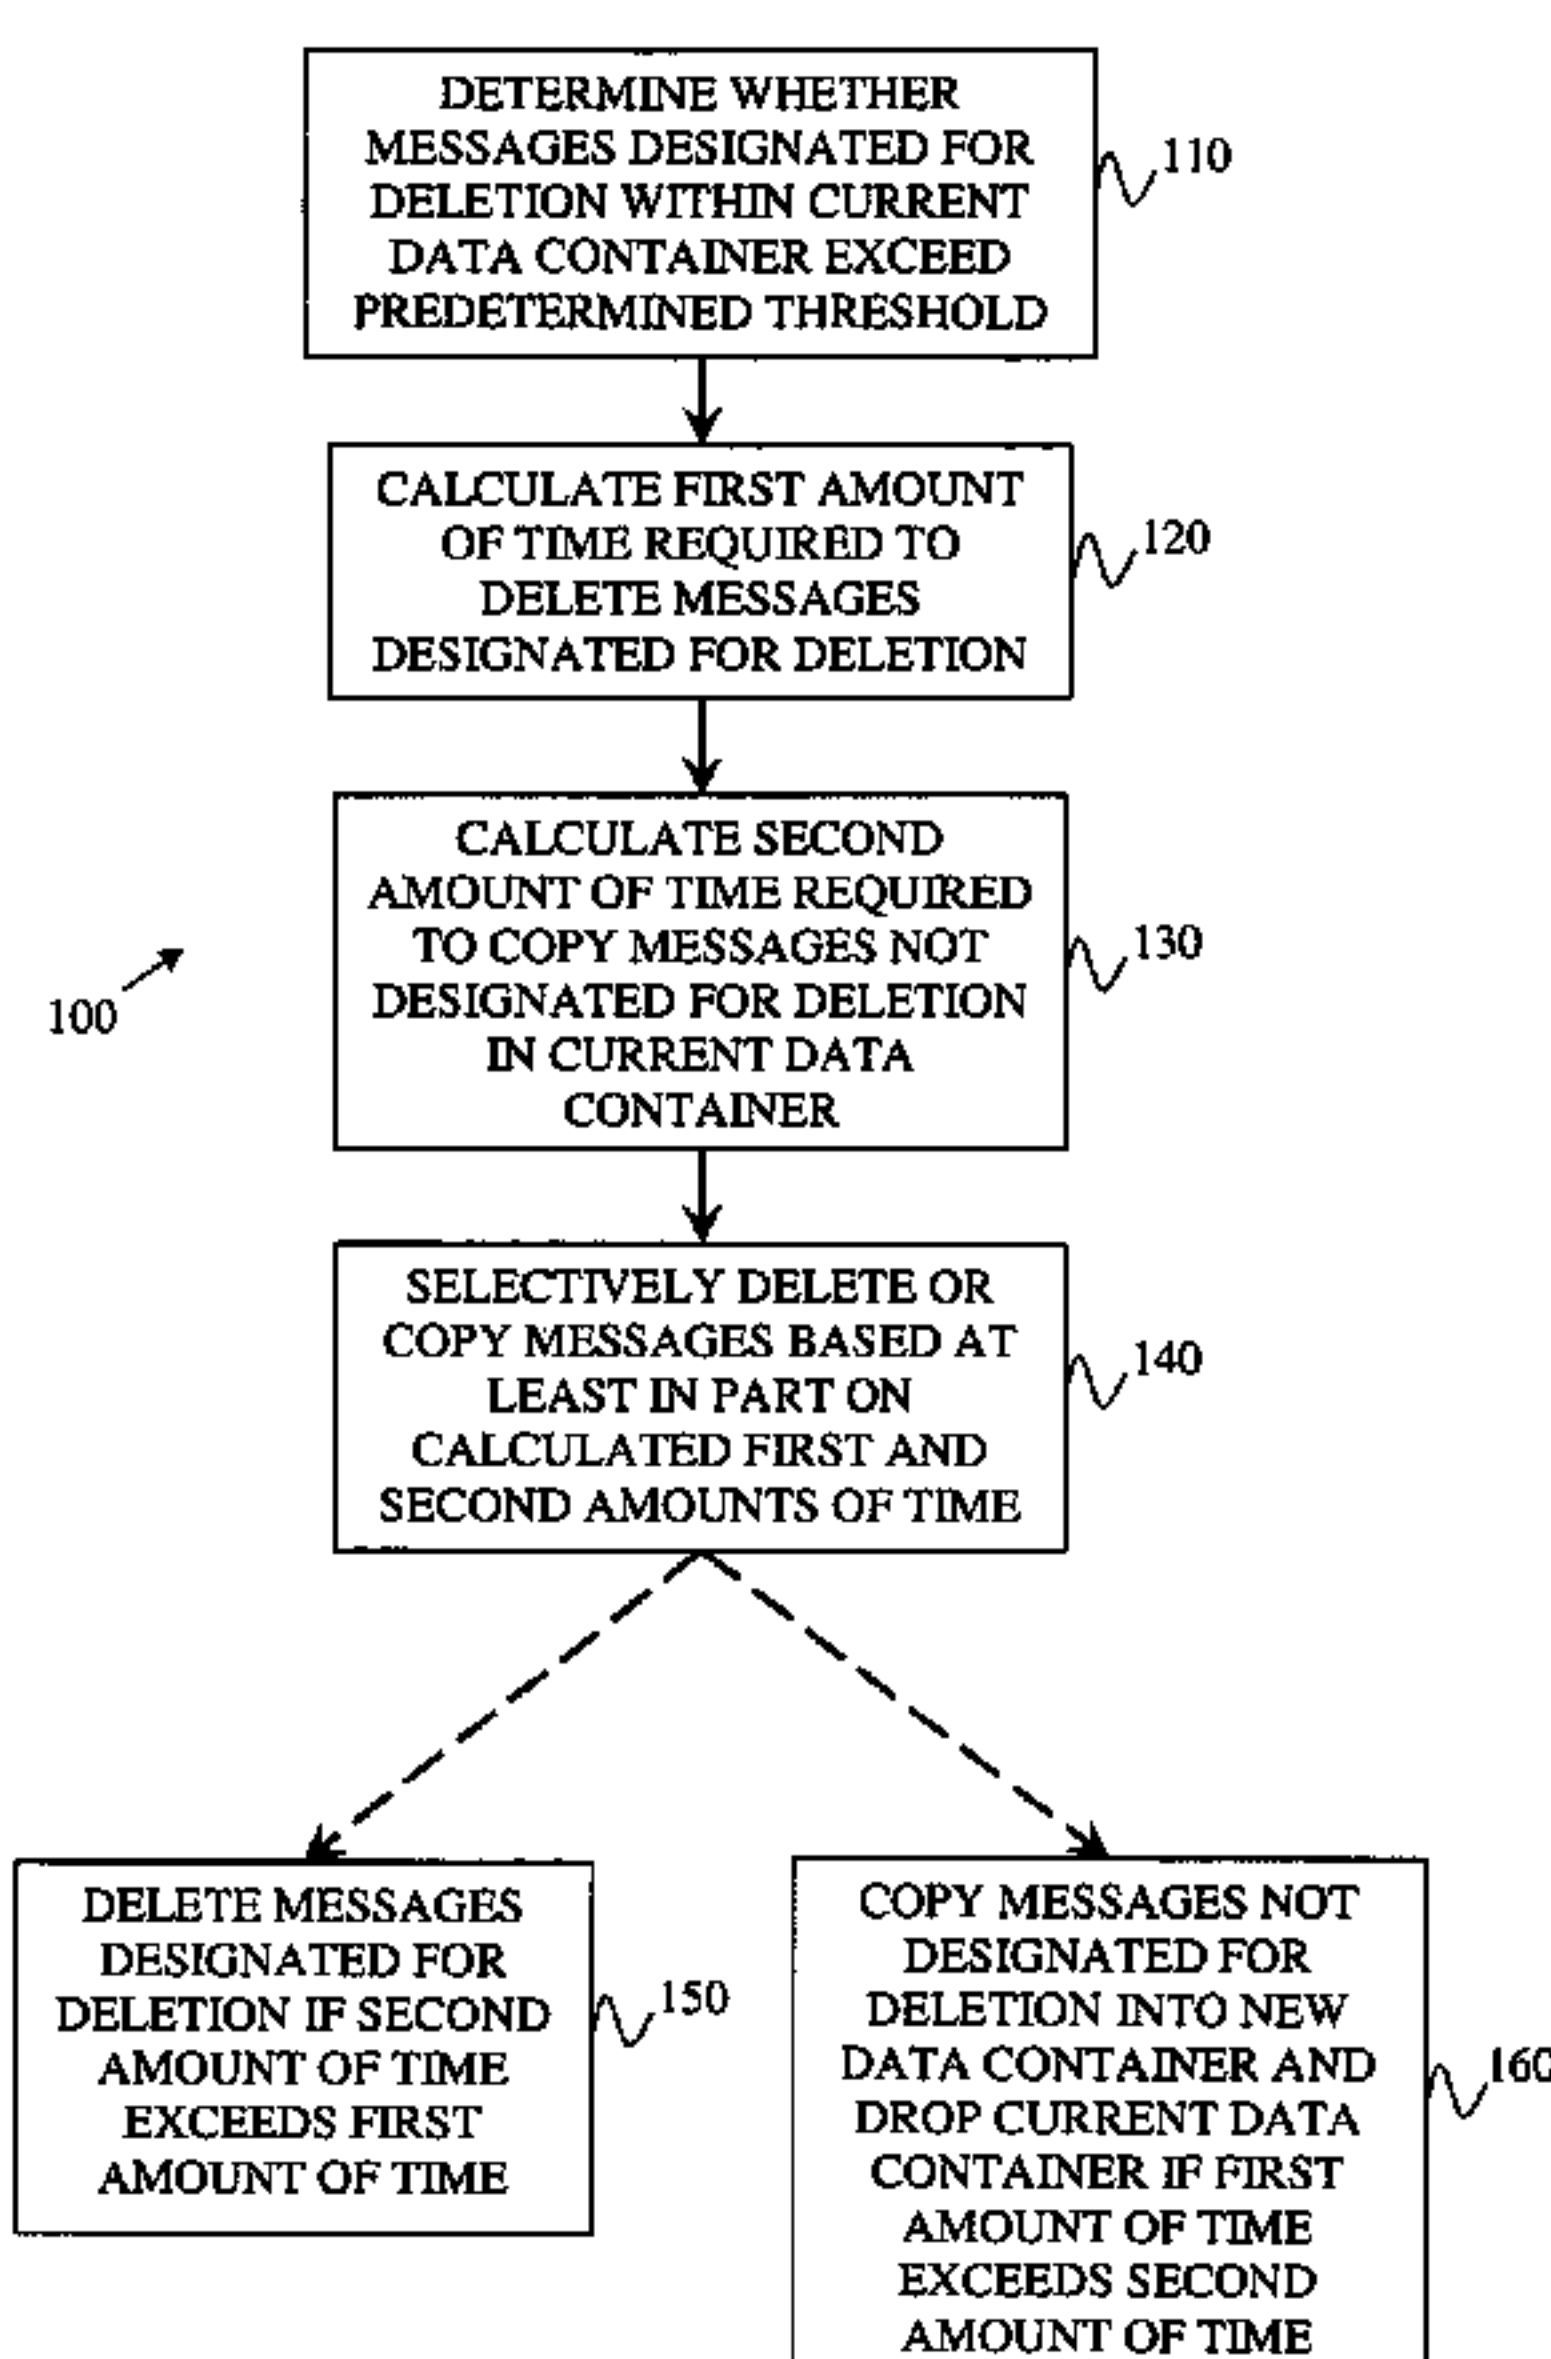 DETERMINE WHETHER
MESSAGES DESIGNATED FOR
DELETION WITHIN CURRENT
DATA CONTAINER EXCEED
PREDETERMINED THRESHOLD
110
CALCULATE FIRST AMOUNT
OF TIME REQUIRED TO
DELETE MESSAGES
DESIGNATED FOR DELETION
120
CALCULATE SECOND
AMOUNT OF TIME REQUIRED
TO COPY MESSAGES NOT
DESIGNATED FOR DELETION
IN CURRENT DATA
CONTAINER
130
100
SELECTIVELY DELETE OR
COPY MESSAGES BASED AT
LEAST IN PART ON
CALCULATED FIRST AND
SECOND AMOUNTS OF TIME
140
DELETE MESSAGES
DESIGNATED FOR
DELETION IF SECOND
AMOUNT OF TIME
EXCEEDS FIRST
AMOUNT OF TIME
150
COPY MESSAGES NOT
DESIGNATED FOR
DELETION INTO NEW
DATA CONTAINER AND
DROP CURRENT DATA
CONTAINER IF FIRST
AMOUNT OF TIME
EXCEEDS SECOND
AMOUNT OF TIME
160